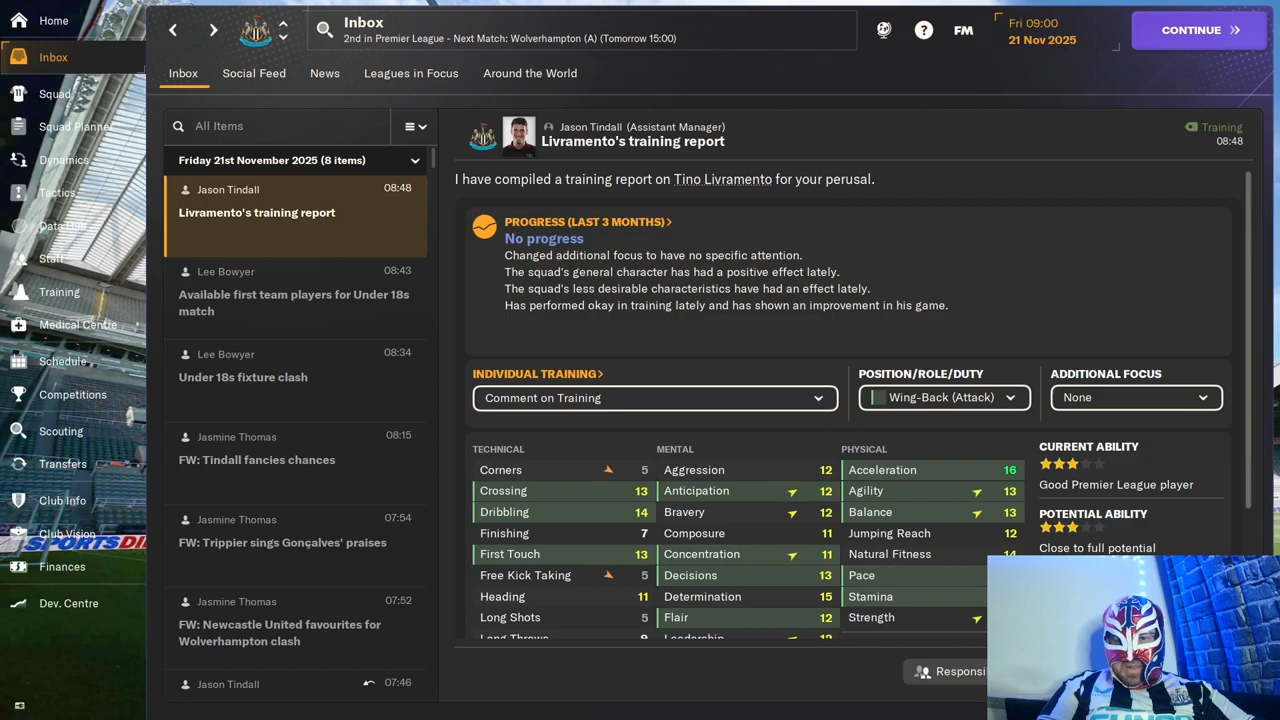 Home
Inbox
Squad
Squad Planner
Dynamics
Tactics
Data Hub
Staff
Training
Medical Centre
Schedule
Competitions
Scouting
Transfers
Club Info
Club Vision
SPORTS DI
Finances
Dev. Centre
Inbox
2nd in Premier League - Next Match: Wolverhampton (A) (Tomorrow 15:00)
?
FM
Fri 09:00
21 Nov 2025
CONTINUE
Inbox Social Feed News Leagues in Focus Around the World
All Items
Friday 21st November 2025 (8 items)
Jason Tindall 08:48
Livramento's training report
Lee Bowyer 08:43
Available first team players for Under 18s
match
Lee Bowyer 08:34
Under 18s fixture clash
Jasmine Thomas 08:15
FW: Tindall fancies chances
Jasmine Thomas 07:54
FW: Trippier sings Gonçalves' praises
Jasmine Thomas 07:52
FW: Newcastle United favourites for
Wolverhampton clash
Jason Tindall 07:46
Jason Tindall (Assistant Manager)
Livramento's training report
Training
08:48
I have compiled a training report on Tino Livramento for your perusal.
PROGRESS (LAST 3 MONTHS)
No progress
Changed additional focus to have no specific attention.
The squad's general character has had a positive effect lately.
The squad's less desirable characteristics have had an effect lately.
Has performed okay in training lately and has shown an improvement in his game.
INDIVIDUAL TRAINING
Comment on Training
POSITION/ROLE/DUTY
Wing-Back (Attack)
ADDITIONAL FOCUS
None
TECHNICAL
Corners 5
Crossing 13
Dribbling 14
Finishing 7
First Touch 13
Free Kick Taking 5
Heading 11
Long Shots 5
Long Throws 9
MENTAL
Aggression 12
Anticipation 12
Bravery 12
Composure 11
Concentration 11
Decisions 13
Determination 15
Flair 12
Leadership 12
PHYSICAL
Acceleration 16
Agility 13
Balance 13
Jumping Reach 12
Natural Fitness 14
Pace
Stamina
Strength
CURRENT ABILITY
Good Premier League player
POTENTIAL ABILITY
Close to full potential
Responsi